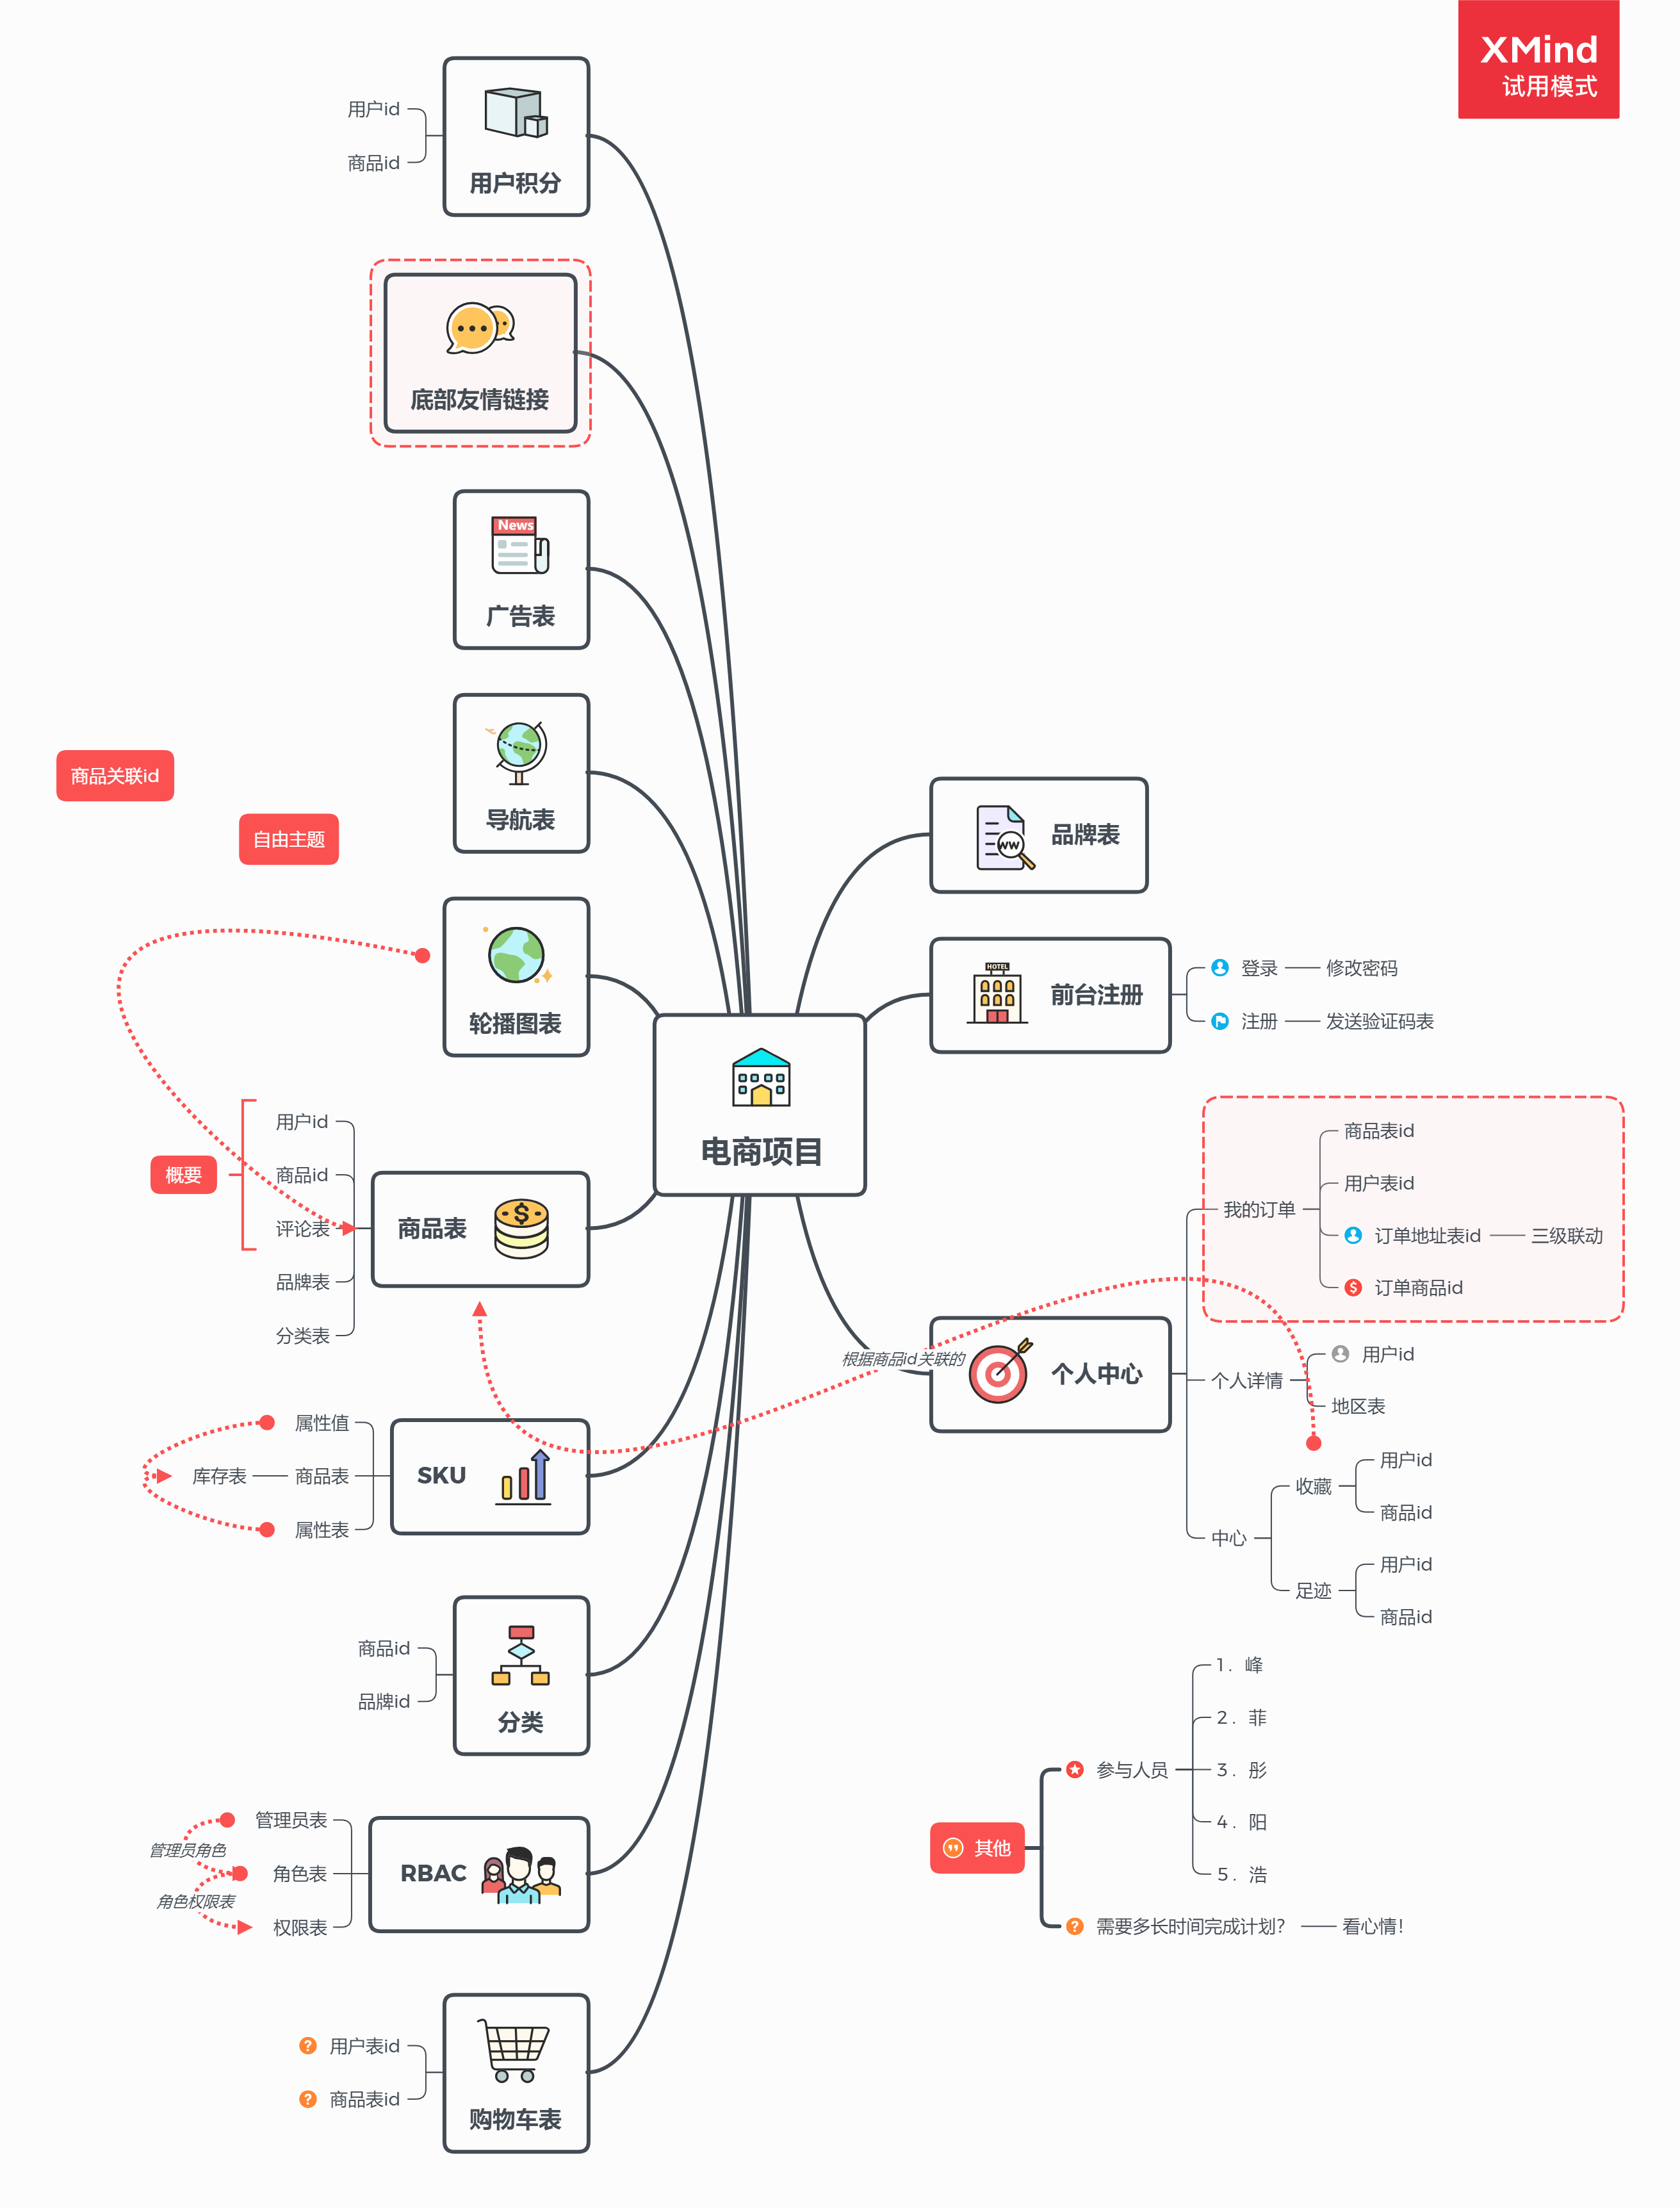 XMind
试用模式
用户id
商品id
用户积分
底部友情链接
News
广告表
导航表
商品关联id
自由主题
轮播图表
用户id
商品id
评论表
品牌表
分类表
概要
商品表
属性值
库存表
商品表
属性表
SKU
商品id
品牌id
分类
管理员表
管理员角色
角色表
角色权限表
权限表
RBAC
用户表id
商品表id
购物车表
电商项目
WW
品牌表
HOTEL
前台注册
登录
修改密码
注册
发送验证码表
根据商品id关联的
个人中心
我的订单
商品表id
用户表id
订单地址表id
三级联动
订单商品id
个人详情
用户id
地区表
中心
收藏
用户id
商品id
足迹
用户id
商品id
其他
参与人员
1. 峰
2. 菲
3. 彤
4. 阳
5. 浩
需要多长时间完成计划?
看心情!